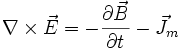 ∇ × E⃗ = −∂B⃗/∂t − J⃗ₘ